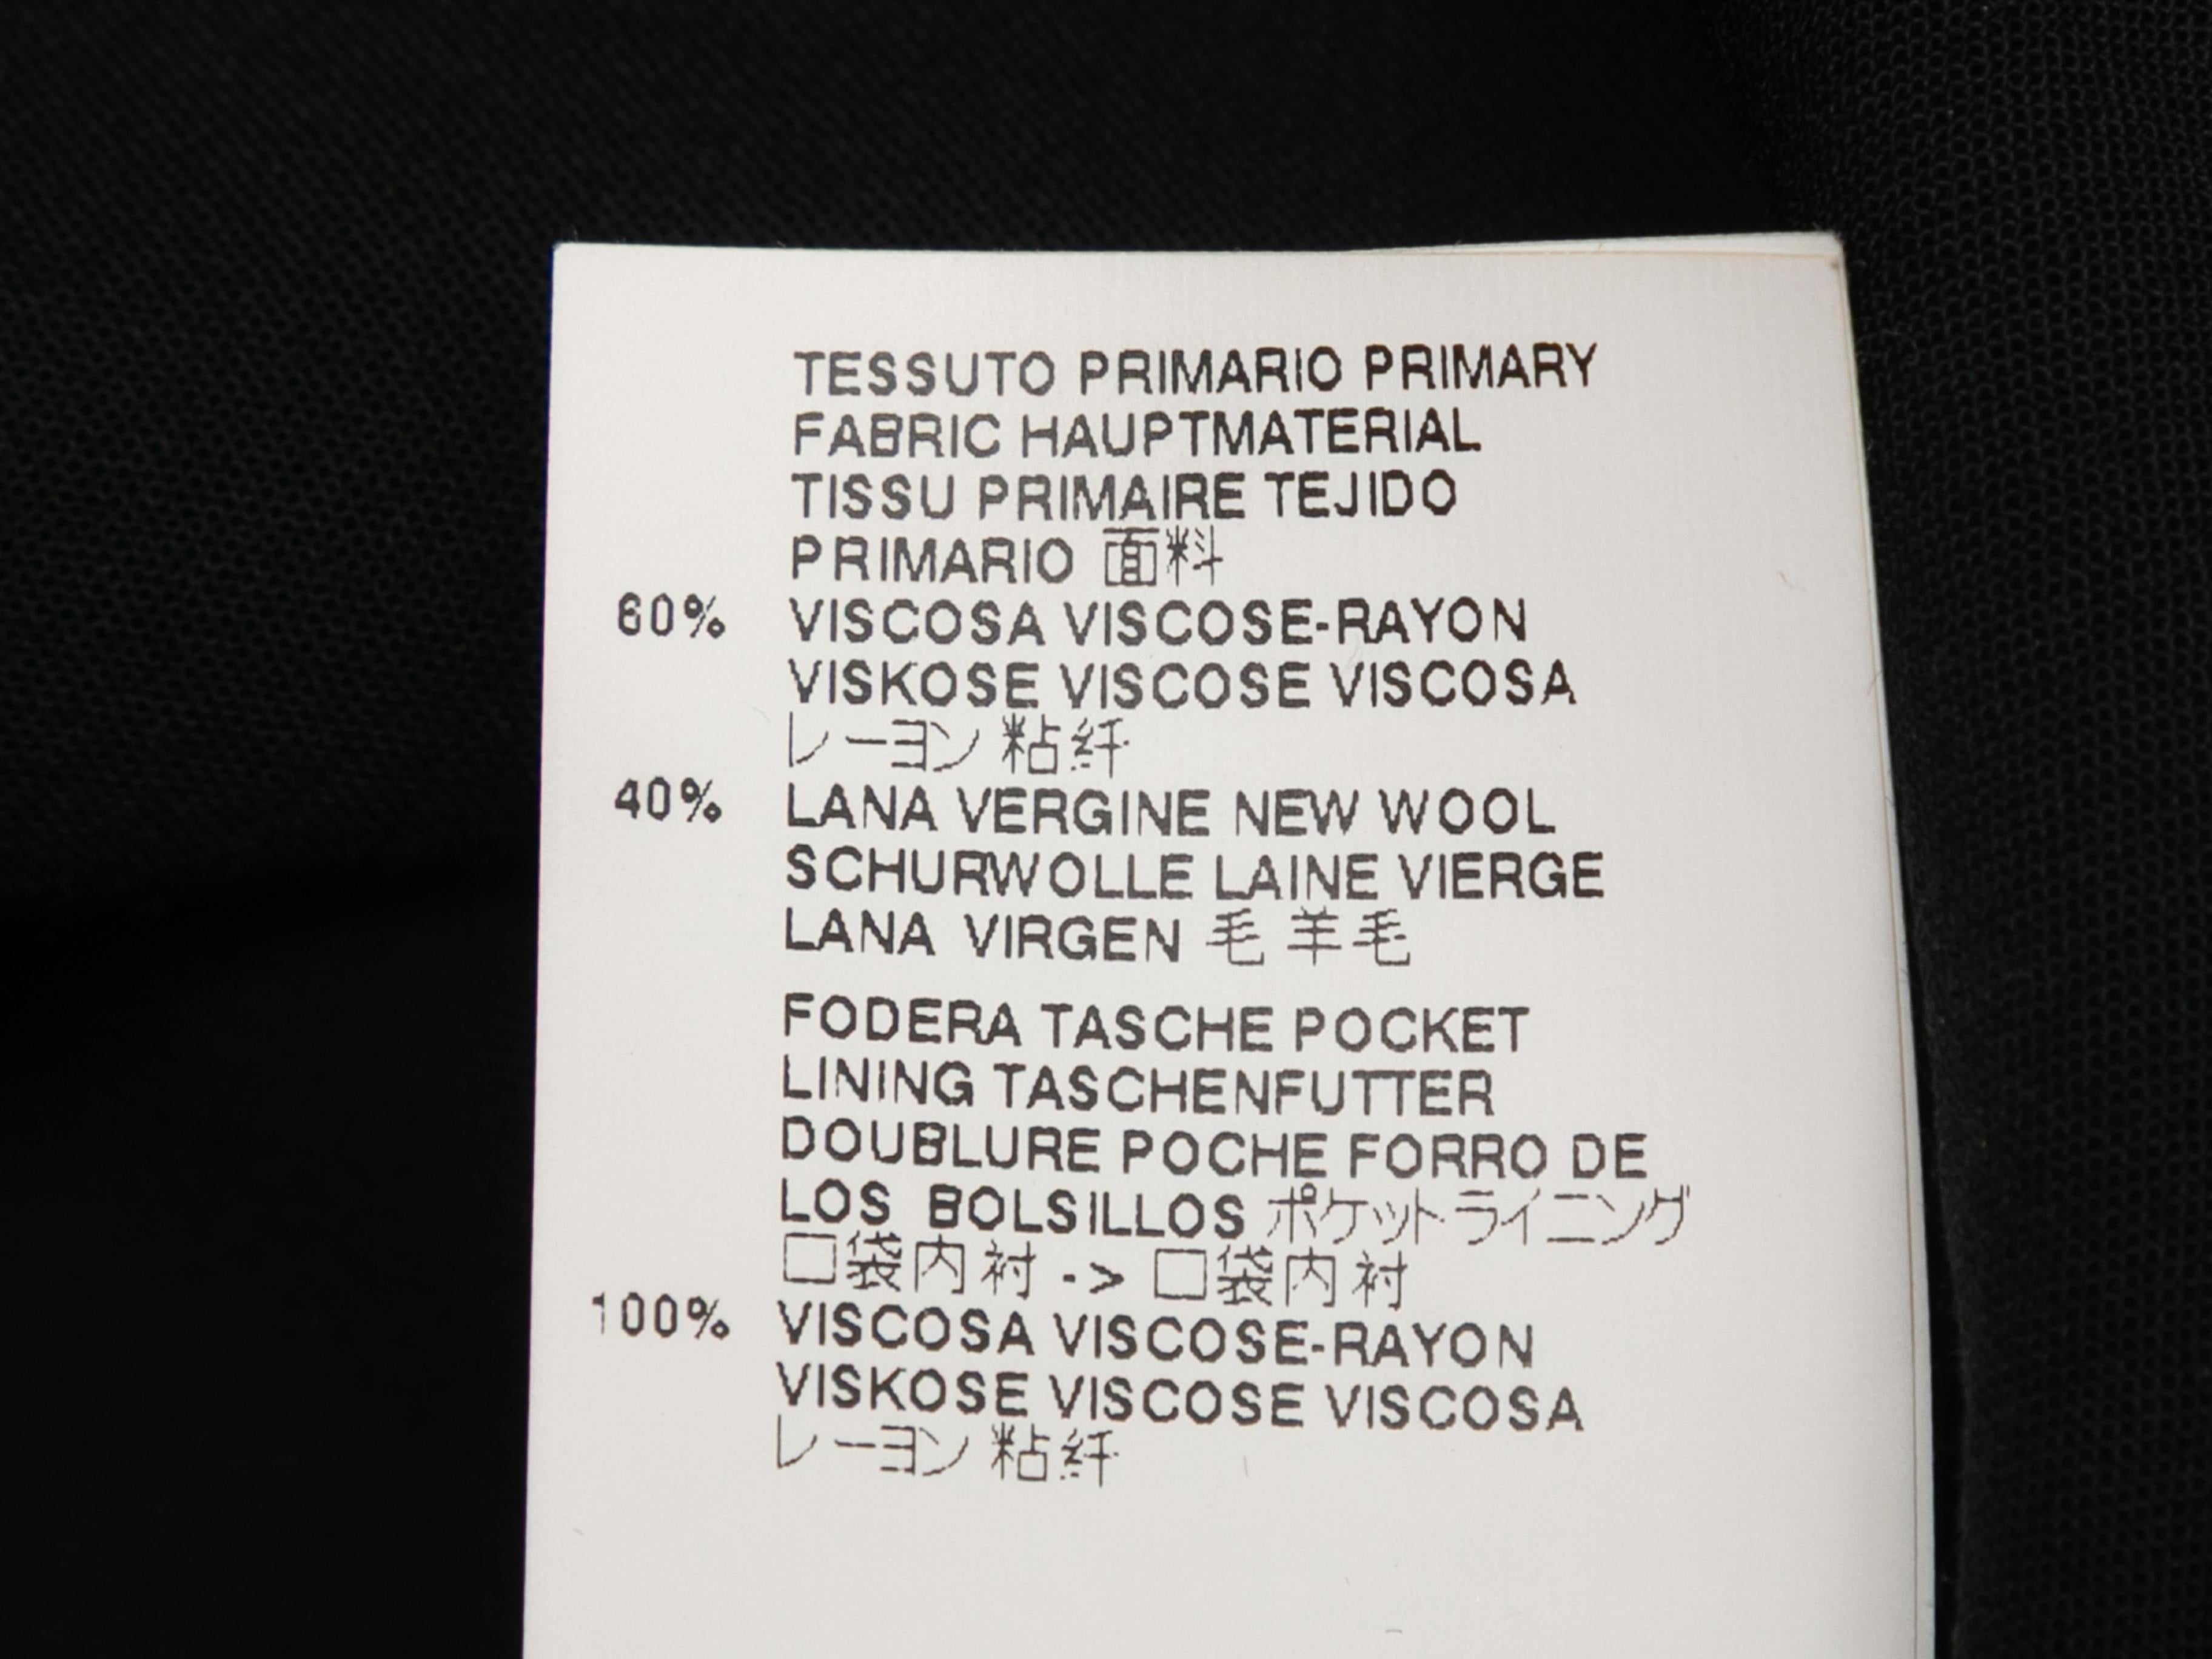 TESSUTO PRIMARIO PRIMARY
FABRIC HAUPTMATERIAL
TISSU PRIMAIRE TEJIDO
PRIMARIO 面料
60% VISCOSA VISCOSE-RAYON
VISKOSE VISCOSE VISCOSA
レーヨン 粘纤
40% LANA VERGINE NEW WOOL
SCHURWOLLE LAINE VIERGE
LANA VIRGEN 毛 羊毛
FODERA TASCHE POCKET
LINING TASCHENFUTTER
DOUBLURE POCHE FORRO DE
LOS BOLSILLOS ポケットライニング
口袋内衬 -> 口袋内衬
100% VISCOSA VISCOSE-RAYON
VISKOSE VISCOSE VISCOSA
レーヨン 粘纤